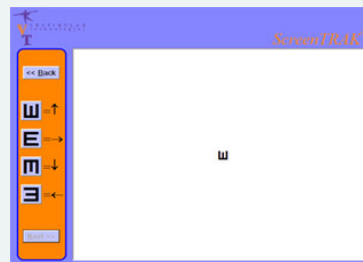 V T
ScreenTRAK
<< Back
E = ↑
E = →
E = ↓
E = ←
Next >>
E